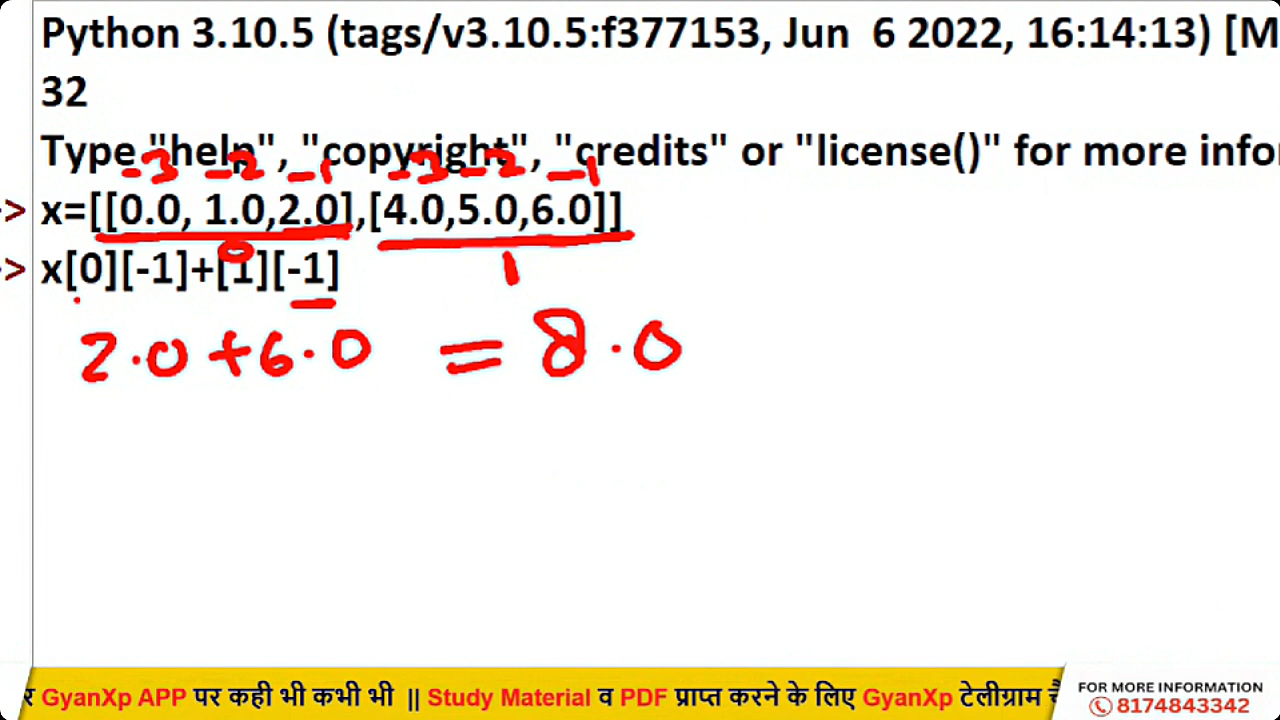 Python 3.10.5 (tags/v3.10.5:f377153, Jun 6 2022, 16:14:13) [M
32
Type "help", "copyright", "credits" or "license()" for more info
-3 -2 -1 -3 -2 -1
> x=[[0.0, 1.0,2.0],[4.0,5.0,6.0]]
0 1
> x[0][-1]+[1][-1]
2.0+6.0 = 8.0
र GyanXp APP पर कही भी कभी भी || Study Material व PDF प्राप्त करने के लिए GyanXp टेलीग्राम
FOR MORE INFORMATION
8174843342